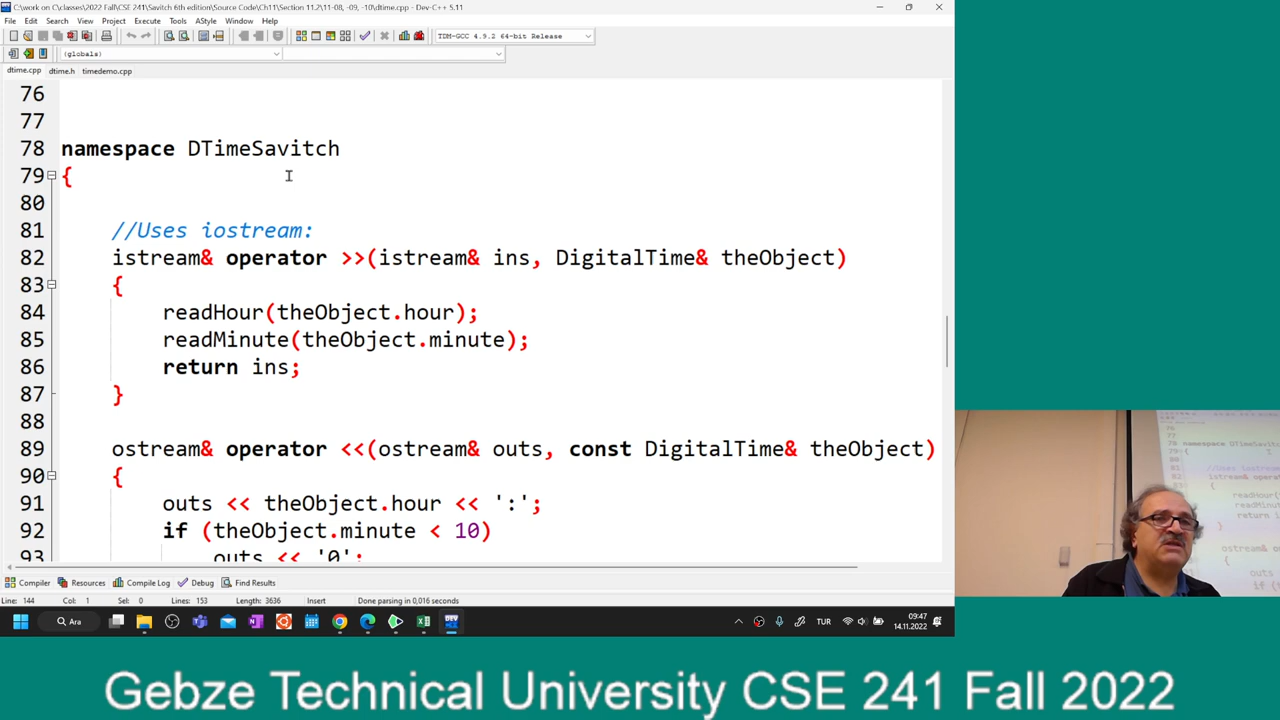 C:\work on C\classes\2022 Fall\CSE 241\Savitch 6th edition\Source Code\Ch11\Section 11.2\11-08, -09, -10\dtime.cpp - Dev-C++ 5.11
File Edit Search View Project Execute Tools AStyle Window Help
TDM-GCC 4.9.2 64-bit Release
(globals)
dtime.cpp dtime.h timedemo.cpp
76
77
78 namespace DTimeSavitch
79 {
80
81 //Uses iostream:
82 istream& operator >>(istream& ins, DigitalTime& theObject)
83 {
84 readHour(theObject.hour);
85 readMinute(theObject.minute);
86 return ins;
87 }
88
89 ostream& operator <<(ostream& outs, const DigitalTime& theObject)
90 {
91 outs << theObject.hour << ':';
92 if (theObject.minute < 10)
93 outs << '0';
Compiler Resources Compile Log Debug Find Results
Line: 144 Col: 1 Sel: 0 Lines: 153 Length: 3636 Insert Done parsing in 0,016 seconds
Ara
DEV
TUR
09:47
14.11.2022
Gebze Technical University CSE 241 Fall 2022